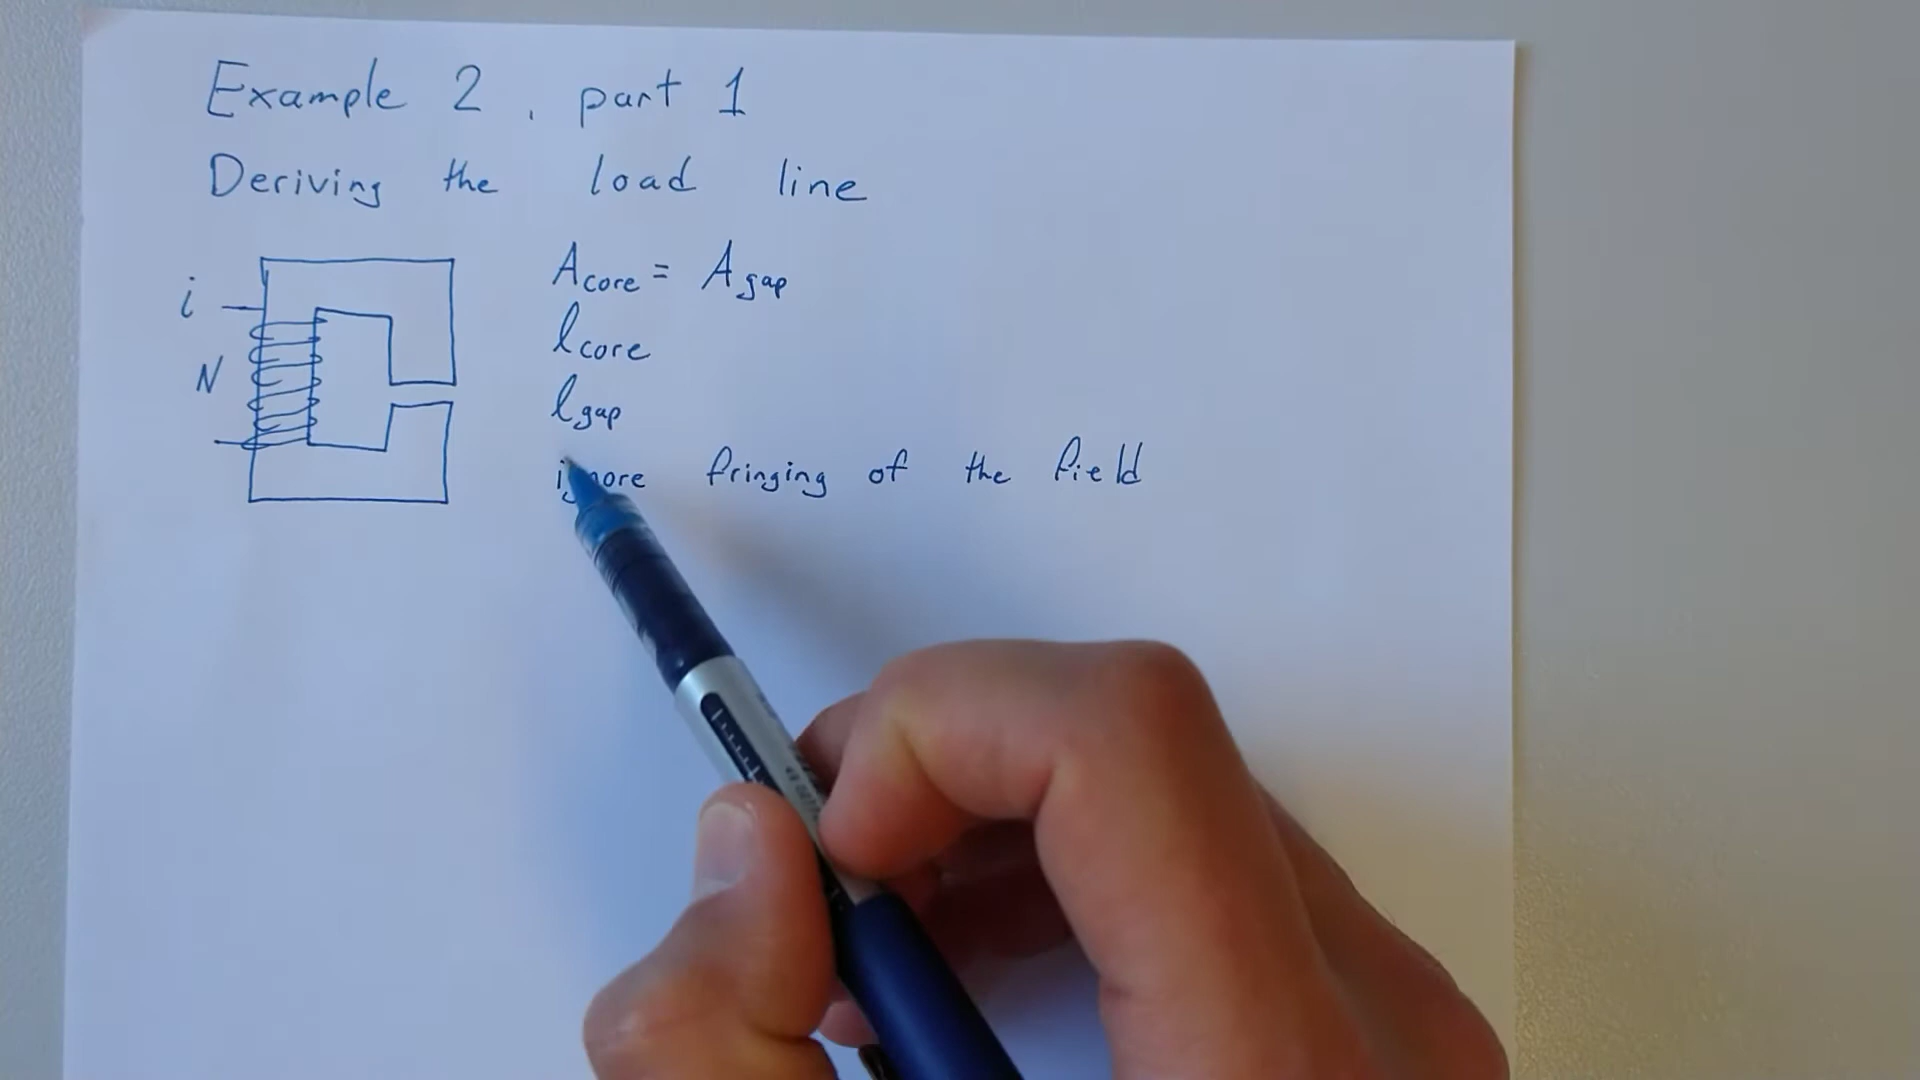 Example 2, part 1
Deriving the load line
i
N
Acore = Agap
lcore
lgap
ignore fringing of the field